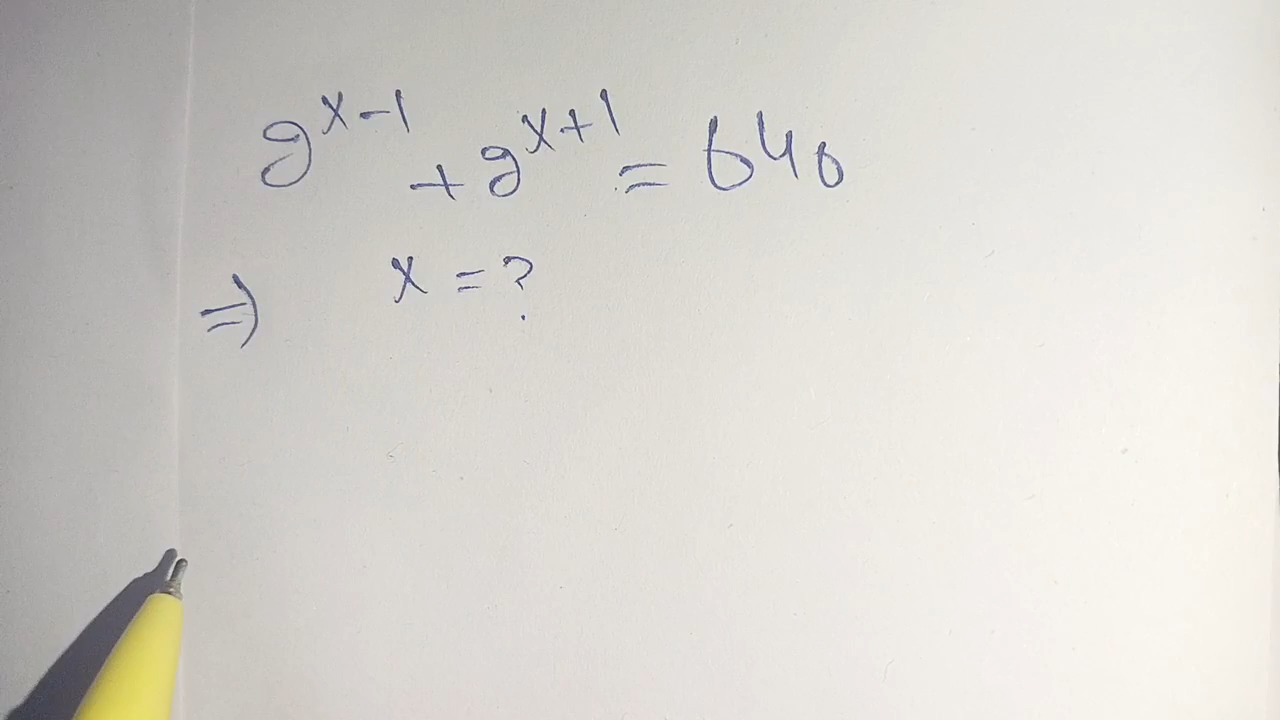 2^{x-1} + 2^{x+1} = 640
⇒ x = ?